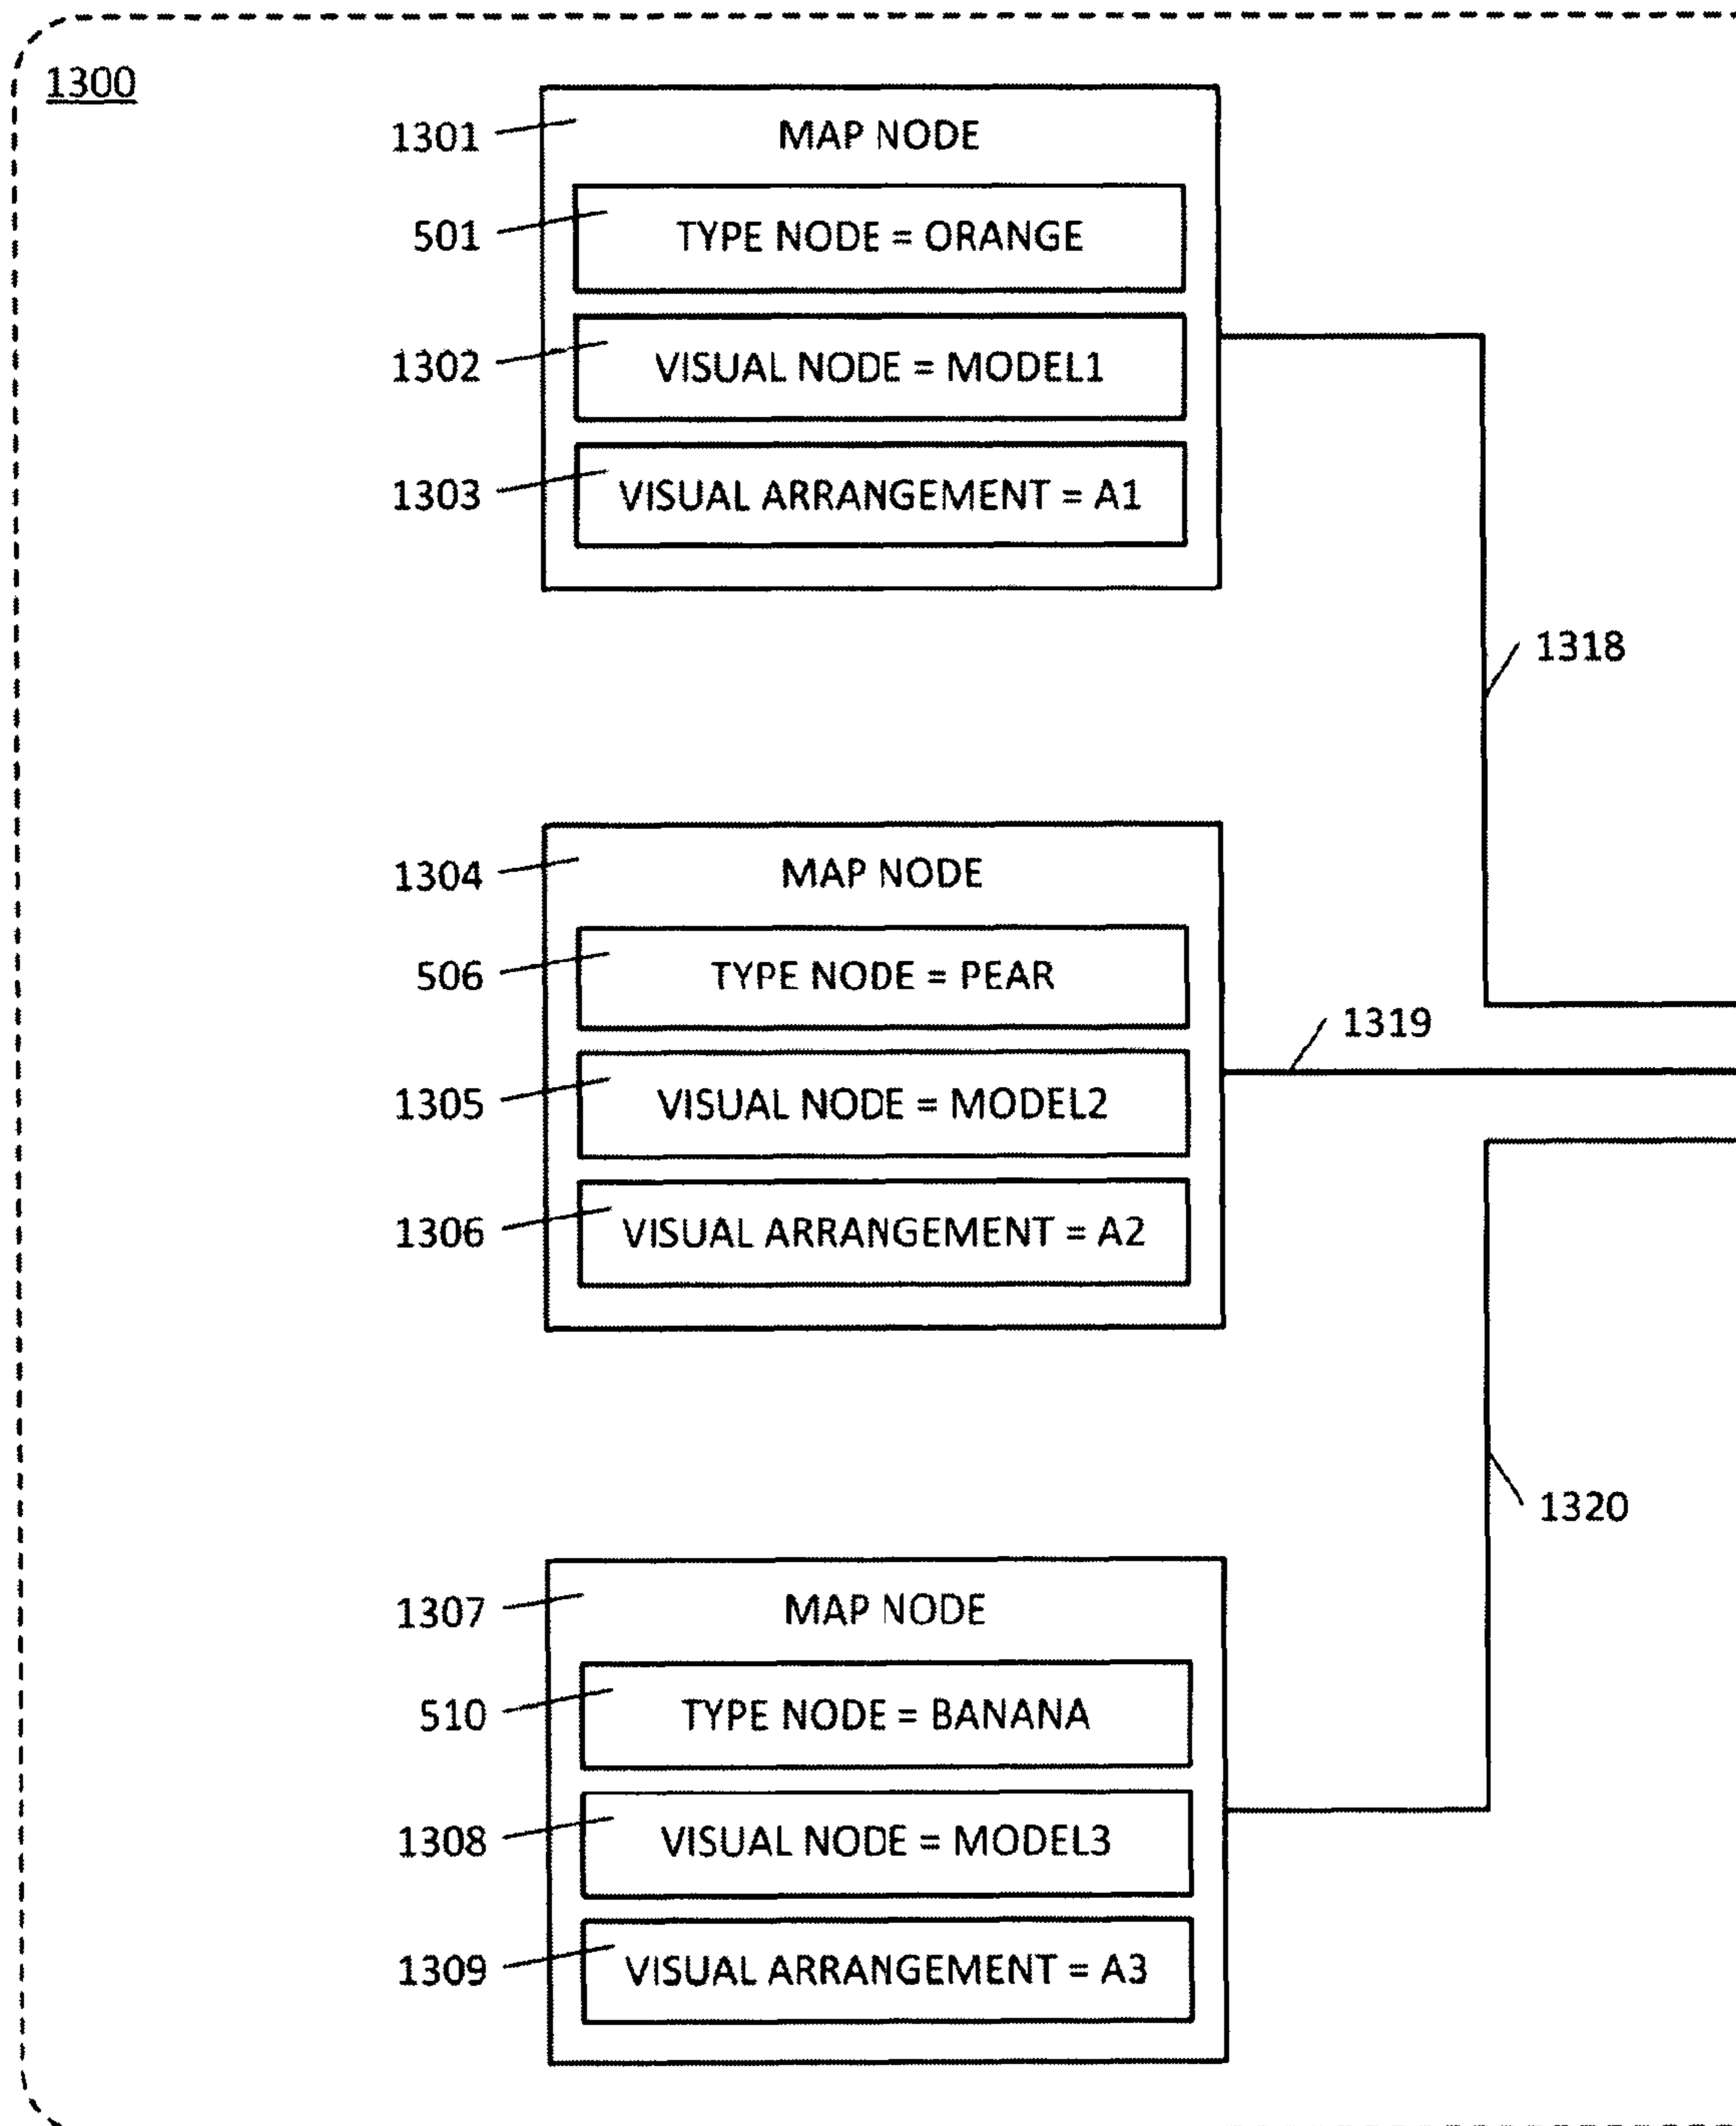 1300
1301 MAP NODE
501 TYPE NODE = ORANGE
1302 VISUAL NODE = MODEL1
1303 VISUAL ARRANGEMENT = A1
1318
1304 MAP NODE
506 TYPE NODE = PEAR
1319
1305 VISUAL NODE = MODEL2
1306 VISUAL ARRANGEMENT = A2
1320
1307 MAP NODE
510 TYPE NODE = BANANA
1308 VISUAL NODE = MODEL3
1309 VISUAL ARRANGEMENT = A3